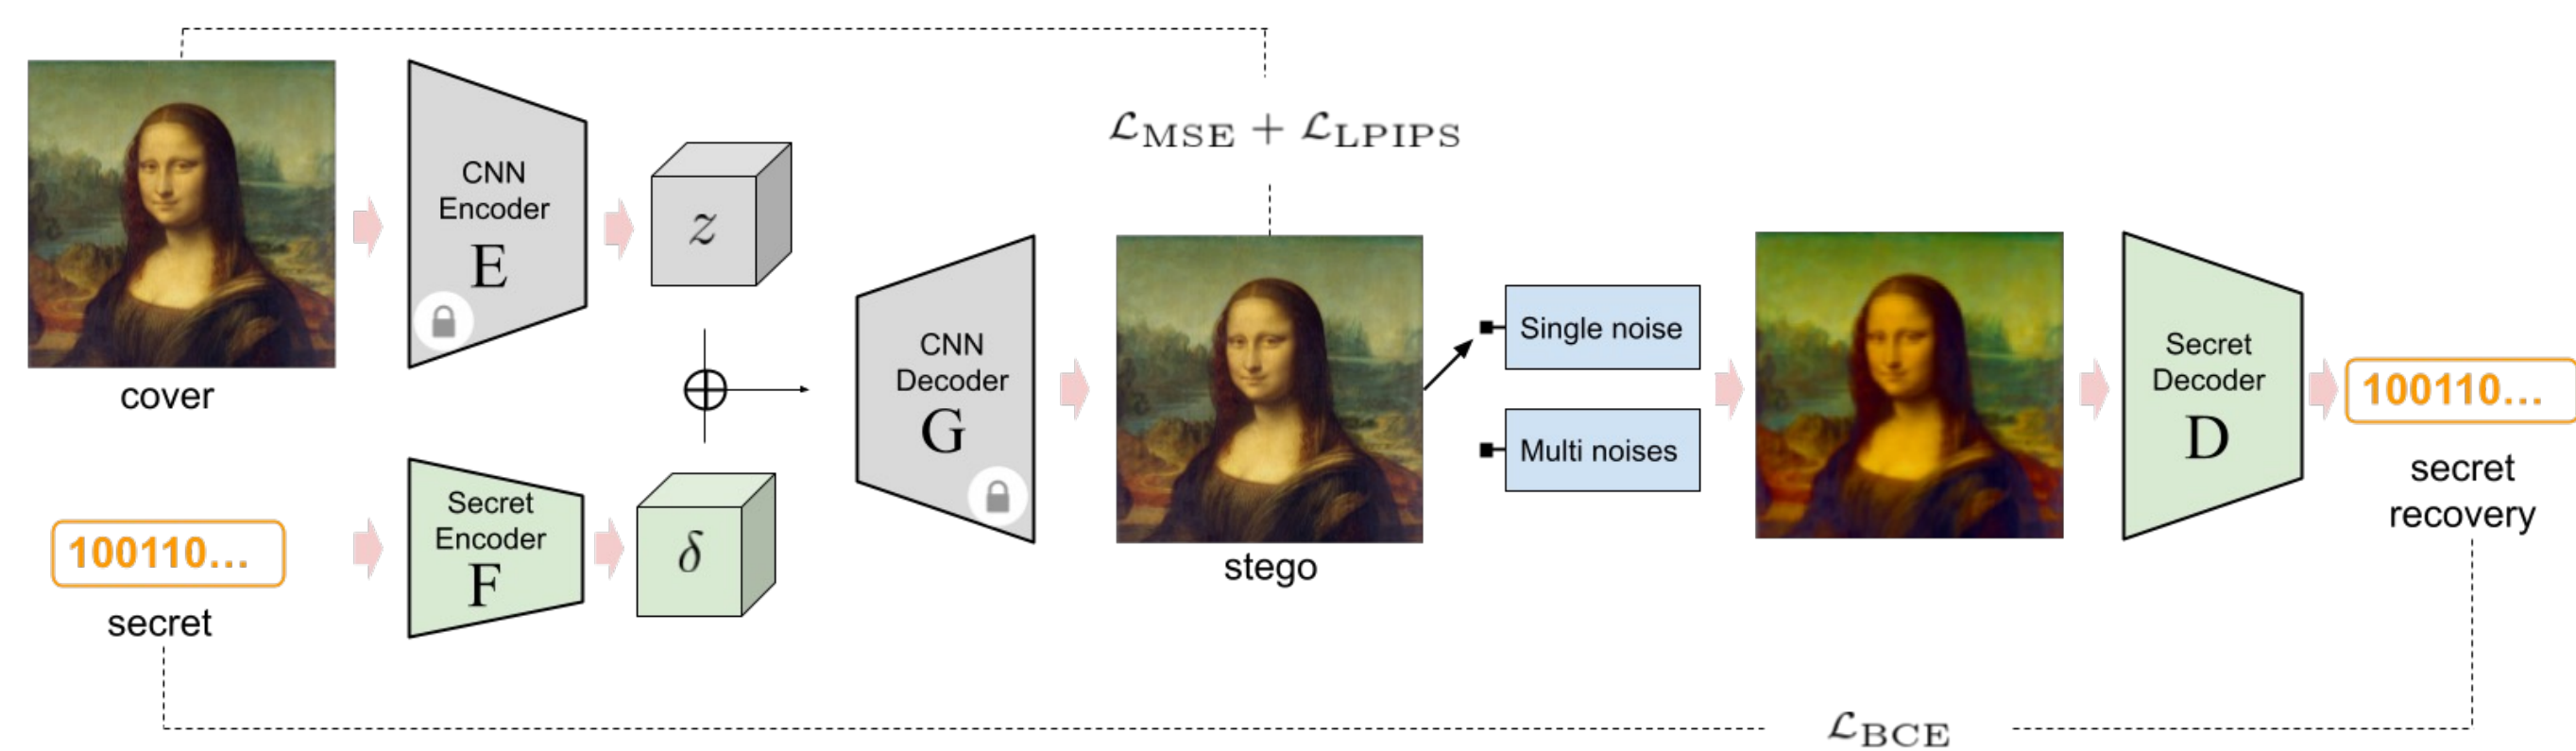 cover
CNN
Encoder
E
z
secret
100110...
Secret
Encoder
F
δ
CNN
Decoder
G
ℒMSE + ℒLPIPS
stego
Single noise
Multi noises
Secret
Decoder
D
100110...
secret
recovery
ℒBCE